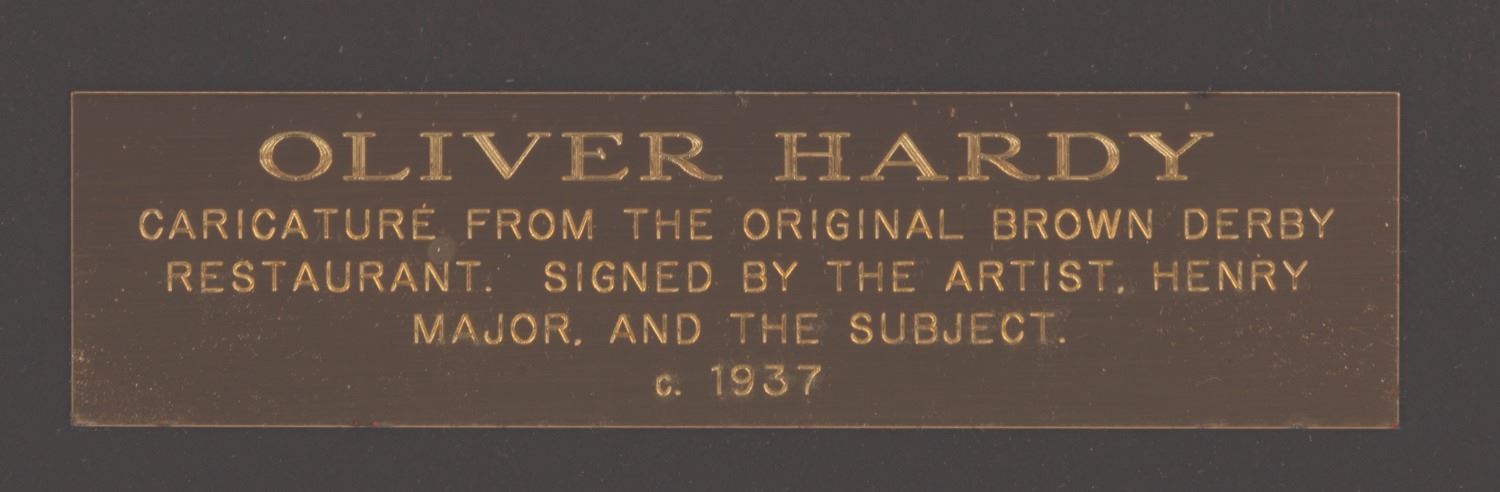 OLIVER HARDY
CARICATURE FROM THE ORIGINAL BROWN DERBY
RESTAURANT. SIGNED BY THE ARTIST, HENRY
MAJOR, AND THE SUBJECT.
c. 1937